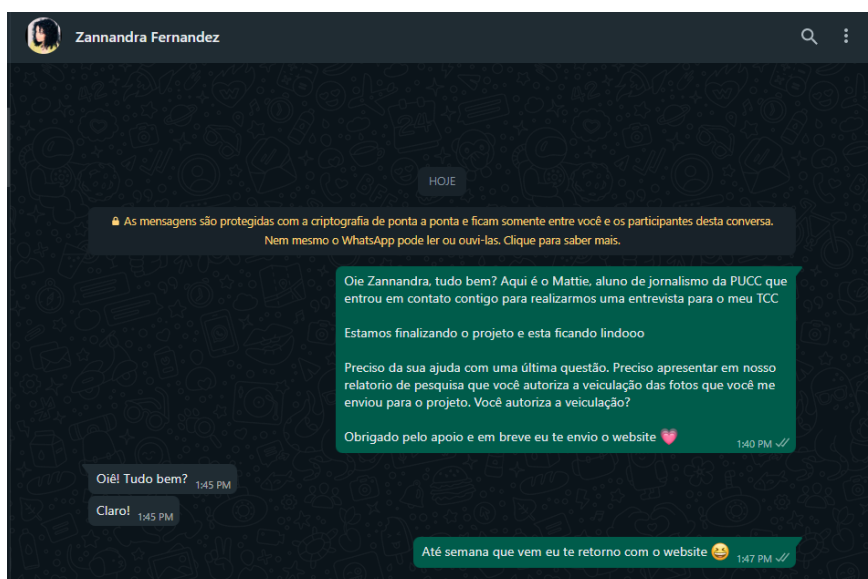 Zannandra Fernandez
HOJE
As mensagens são protegidas com a criptografia de ponta a ponta e ficam somente entre você e os participantes desta conversa.
Nem mesmo o WhatsApp pode ler ou ouvi-las. Clique para saber mais.
Oie Zannandra, tudo bem? Aqui é o Mattie, aluno de jornalismo da PUCC que
entrou em contato contigo para realizarmos uma entrevista para o meu TCC
Estamos finalizando o projeto e esta ficando lindooo
Preciso da sua ajuda com uma última questão. Preciso apresentar em nosso
relatorio de pesquisa que você autoriza a veiculação das fotos que você me
enviou para o projeto. Você autoriza a veiculação?
Obrigado pelo apoio e em breve eu te envio o website 💗
1:40 PM
Oiê! Tudo bem? 1:45 PM
Claro! 1:45 PM
Até semana que vem eu te retorno com o website 😆 1:47 PM